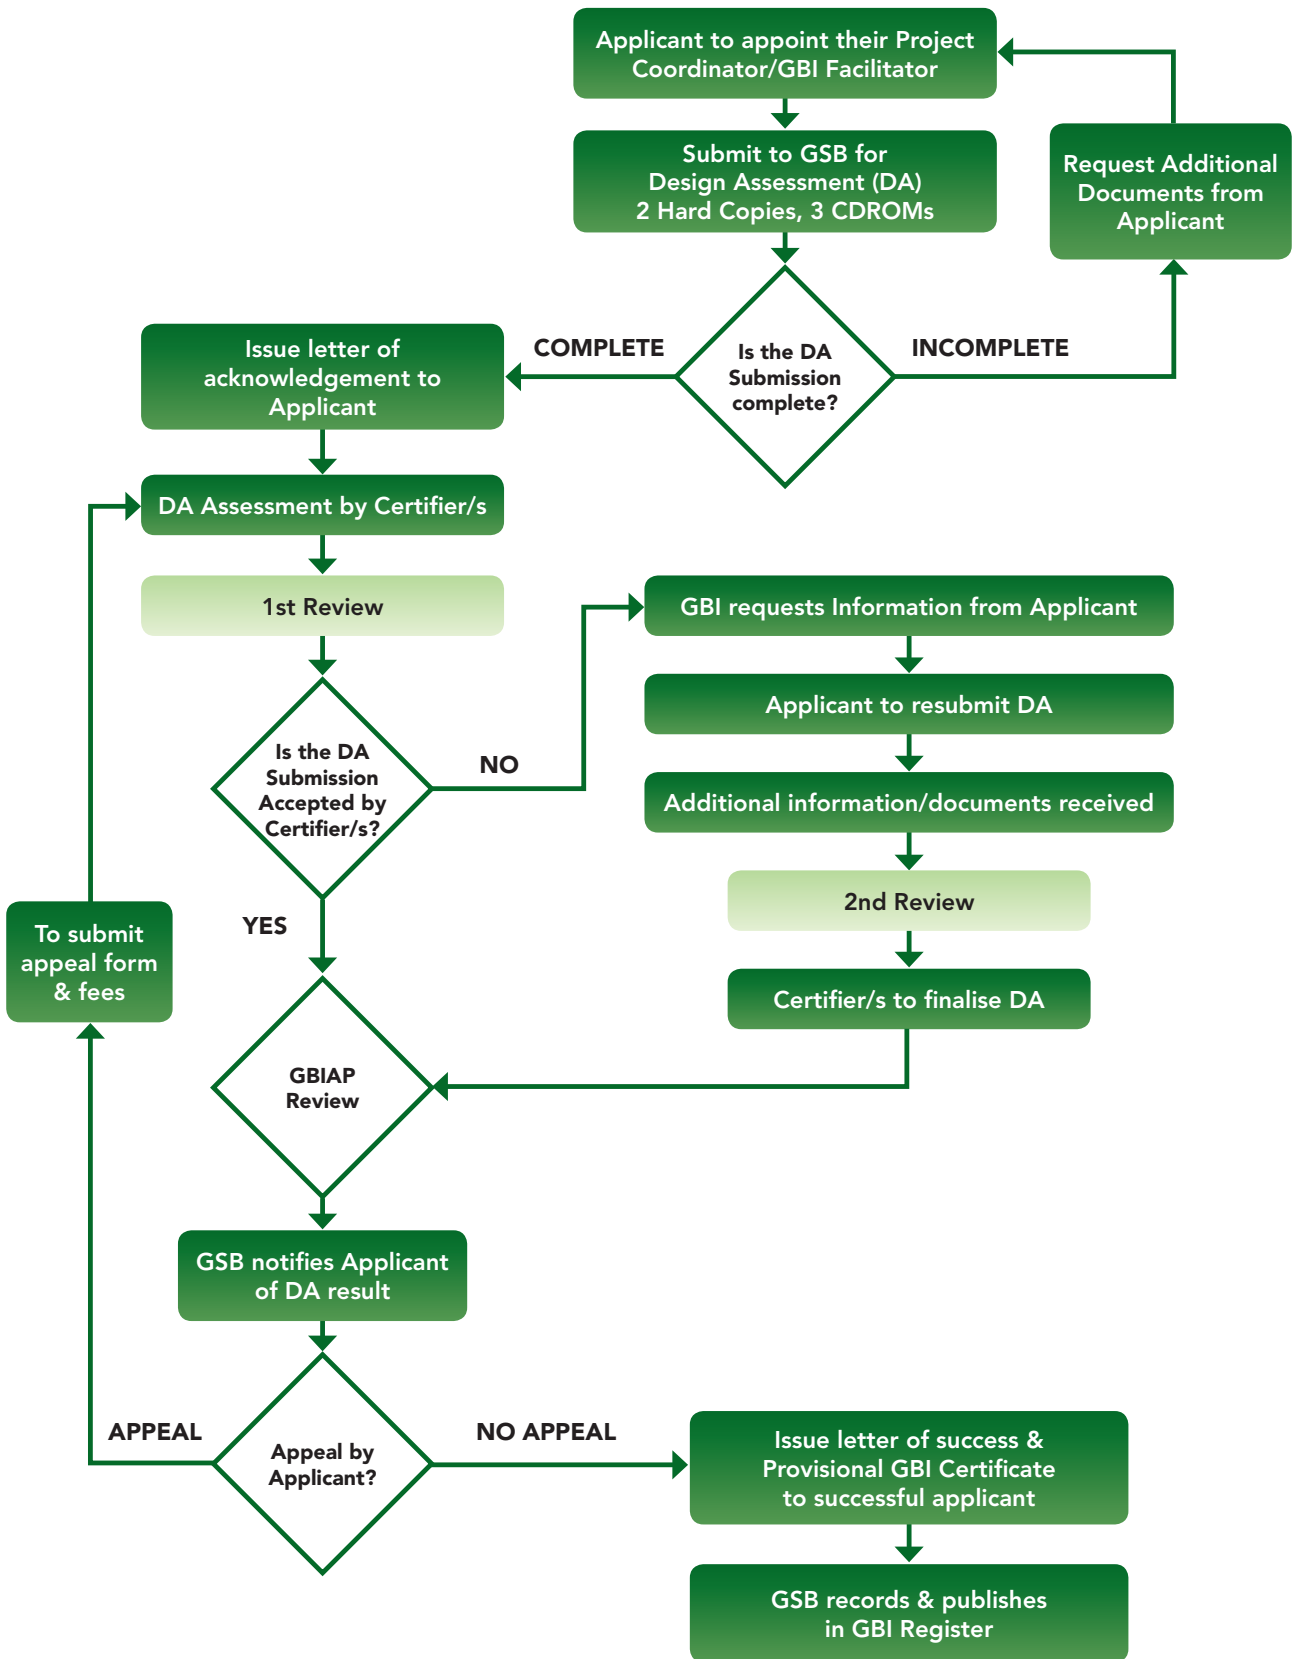 Applicant to appoint their Project
Coordinator/GBI Facilitator
Submit to GSB for
Design Assessment (DA)
2 Hard Copies, 3 CDROMs
Request Additional
Documents from
Applicant
COMPLETE
Is the DA
Submission
complete?
INCOMPLETE
Issue letter of
acknowledgement to
Applicant
DA Assessment by Certifier/s
1st Review
GBI requests Information from Applicant
Applicant to resubmit DA
Is the DA
Submission
Accepted by
Certifier/s?
NO
Additional information/documents received
2nd Review
YES
To submit
appeal form
& fees
Certifier/s to finalise DA
GBIAP
Review
GSB notifies Applicant
of DA result
APPEAL
Appeal by
Applicant?
NO APPEAL
Issue letter of success &
Provisional GBI Certificate
to successful applicant
GSB records & publishes
in GBI Register